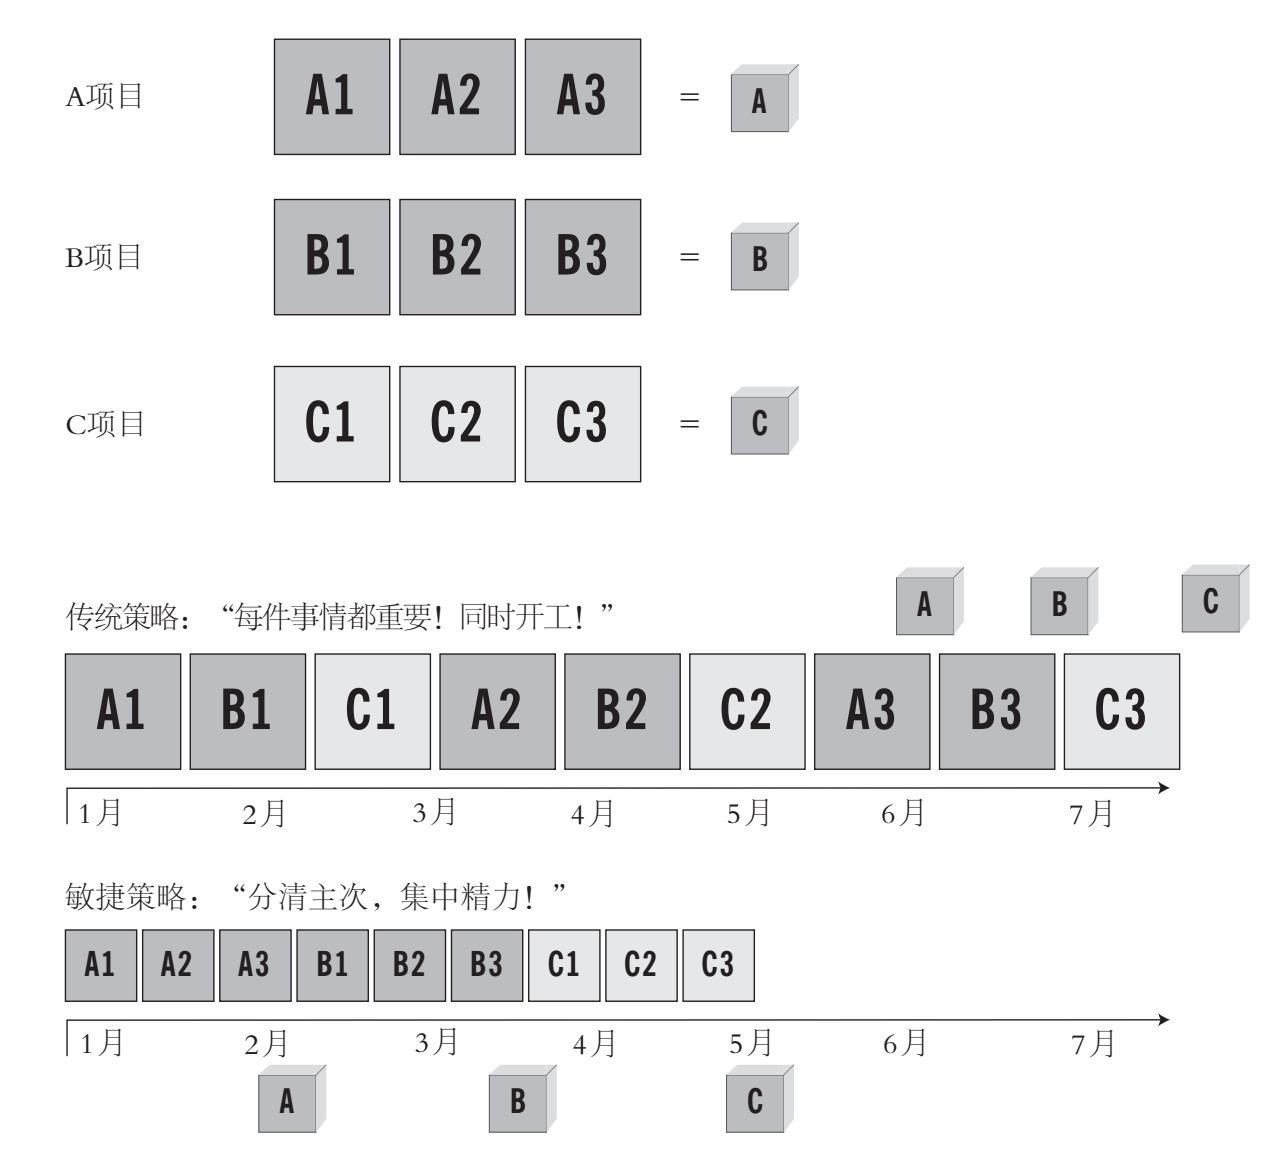 A项目 A1 A2 A3 = A
B项目 B1 B2 B3 = B
C项目 C1 C2 C3 = C
A B C
传统策略：“每件事情都重要！同时开工！”
A1 B1 C1 A2 B2 C2 A3 B3 C3
1月 2月 3月 4月 5月 6月 7月
敏捷策略：“分清主次，集中精力！”
A1 A2 A3 B1 B2 B3 C1 C2 C3
1月 2月 3月 4月 5月 6月 7月
A B C